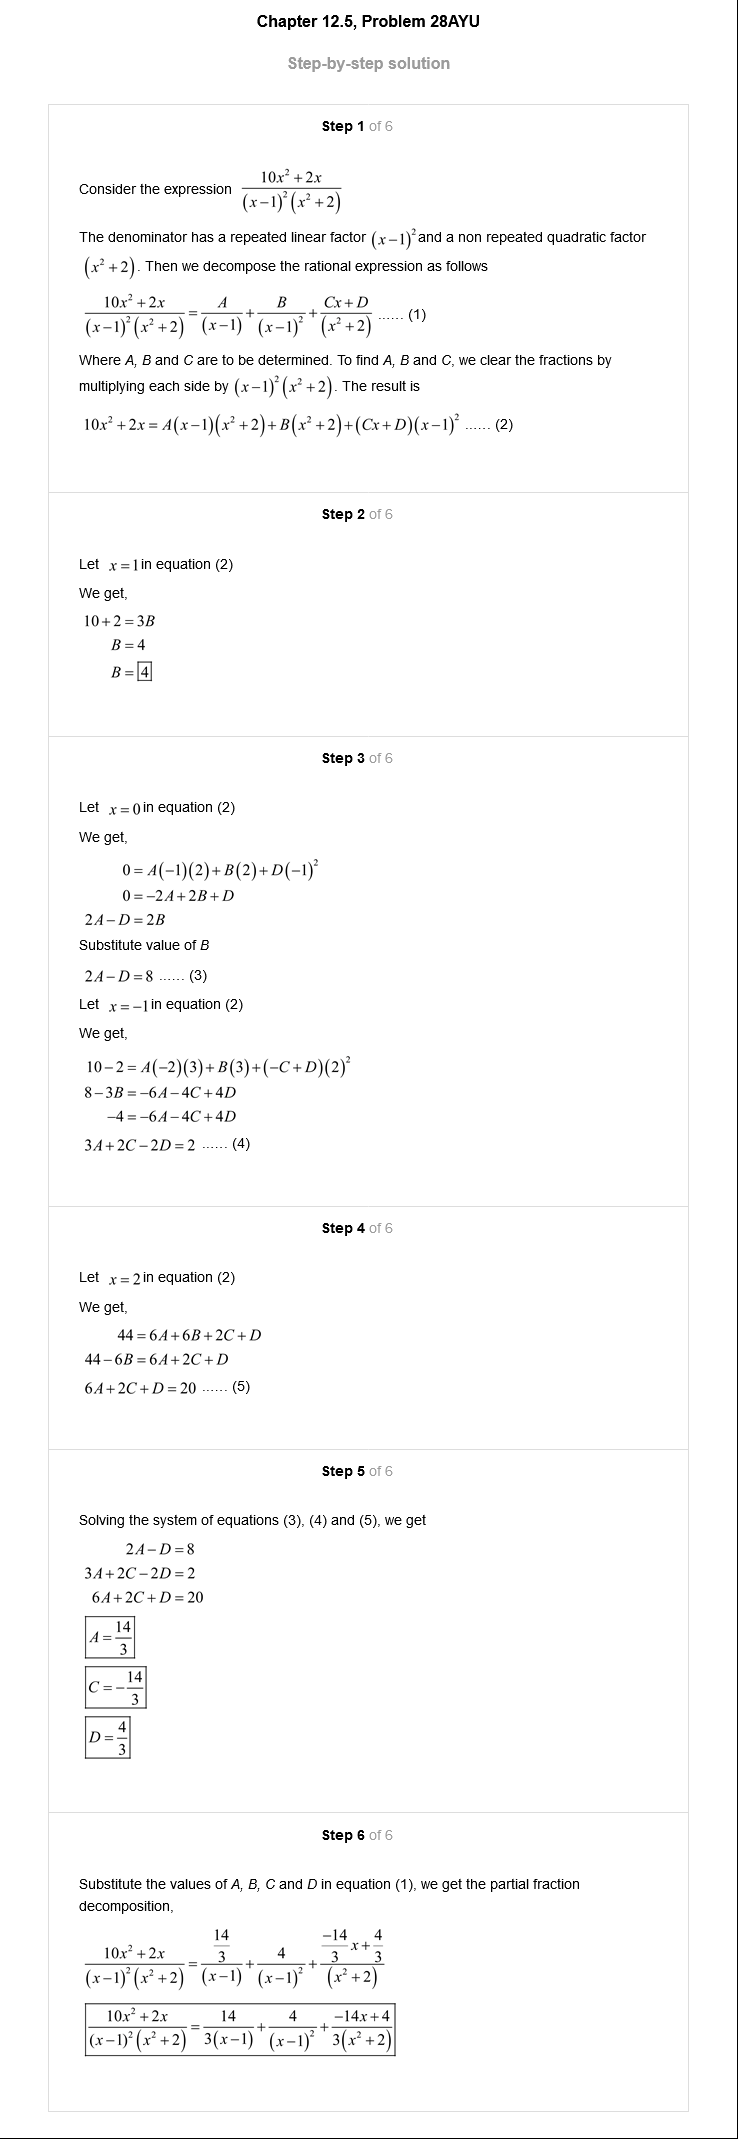 Chapter 12.5, Problem 28AYU
Step-by-step solution
Step 1 of 6
Consider the expression \frac{10x^2+2x}{(x-1)^2(x^2+2)}
The denominator has a repeated linear factor (x-1)^2 and a non repeated quadratic factor
(x^2+2). Then we decompose the rational expression as follows
\frac{10x^2+2x}{(x-1)^2(x^2+2)} = \frac{A}{(x-1)} + \frac{B}{(x-1)^2} + \frac{Cx+D}{(x^2+2)} ...... (1)
Where A, B and C are to be determined. To find A, B and C, we clear the fractions by
multiplying each side by (x-1)^2(x^2+2). The result is
10x^2+2x = A(x-1)(x^2+2)+B(x^2+2)+(Cx+D)(x-1)^2 ...... (2)
Step 2 of 6
Let x=1 in equation (2)
We get,
10+2=3B
B=4
B=4
Step 3 of 6
Let x=0 in equation (2)
We get,
0=A(-1)(2)+B(2)+D(-1)^2
0=-2A+2B+D
2A-D=2B
Substitute value of B
2A-D=8 ...... (3)
Let x=-1 in equation (2)
We get,
10-2=A(-2)(3)+B(3)+(-C+D)(2)^2
8-3B=-6A-4C+4D
-4=-6A-4C+4D
3A+2C-2D=2 ...... (4)
Step 4 of 6
Let x=2 in equation (2)
We get,
44=6A+6B+2C+D
44-6B=6A+2C+D
6A+2C+D=20 ...... (5)
Step 5 of 6
Solving the system of equations (3), (4) and (5), we get
2A-D=8
3A+2C-2D=2
6A+2C+D=20
A=\frac{14}{3}
C=-\frac{14}{3}
D=\frac{4}{3}
Step 6 of 6
Substitute the values of A, B, C and D in equation (1), we get the partial fraction
decomposition,
\frac{10x^2+2x}{(x-1)^2(x^2+2)} = \frac{\frac{14}{3}}{(x-1)} + \frac{4}{(x-1)^2} + \frac{\frac{-14}{3}x+\frac{4}{3}}{(x^2+2)}
\frac{10x^2+2x}{(x-1)^2(x^2+2)} = \frac{14}{3(x-1)} + \frac{4}{(x-1)^2} + \frac{-14x+4}{3(x^2+2)}